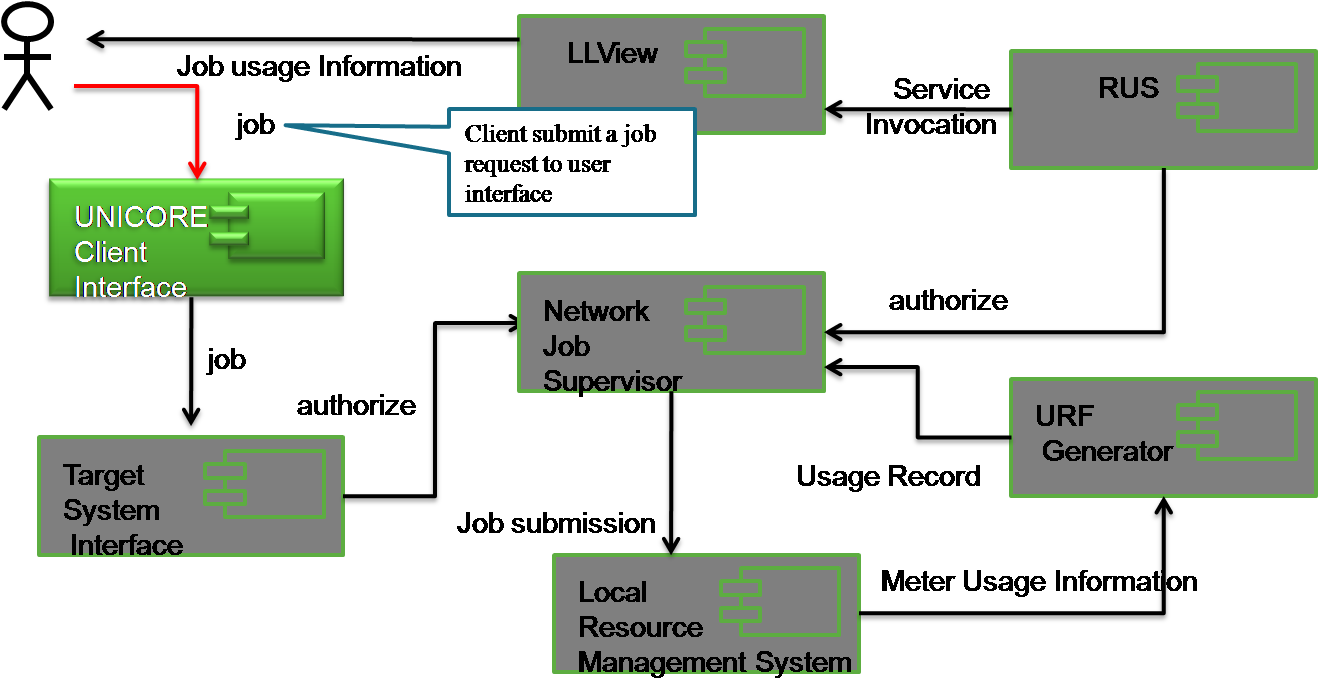 LLView
Job usage Information
RUS
Service
Invocation
job
Client submit a job
request to user
interface
UNICORE
Client
Interface
Network
Job
Supervisor
authorize
job
authorize
URF
Generator
Target
System
Interface
Usage Record
Job submission
Meter Usage Information
Local
Resource
Management System